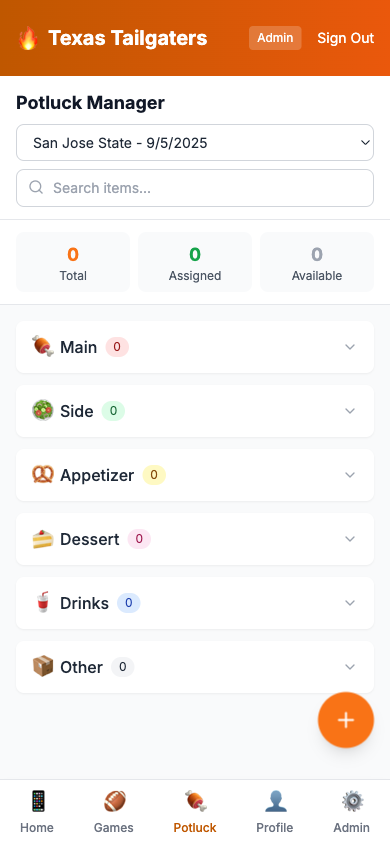 Texas Tailgaters Admin Sign Out
Potluck Manager
San Jose State - 9/5/2025
Search items...
0 0 0
Total Assigned Available
Main 0
Side 0
Appetizer 0
Dessert 0
Drinks 0
Other 0
+
Home Games Potluck Profile Admin